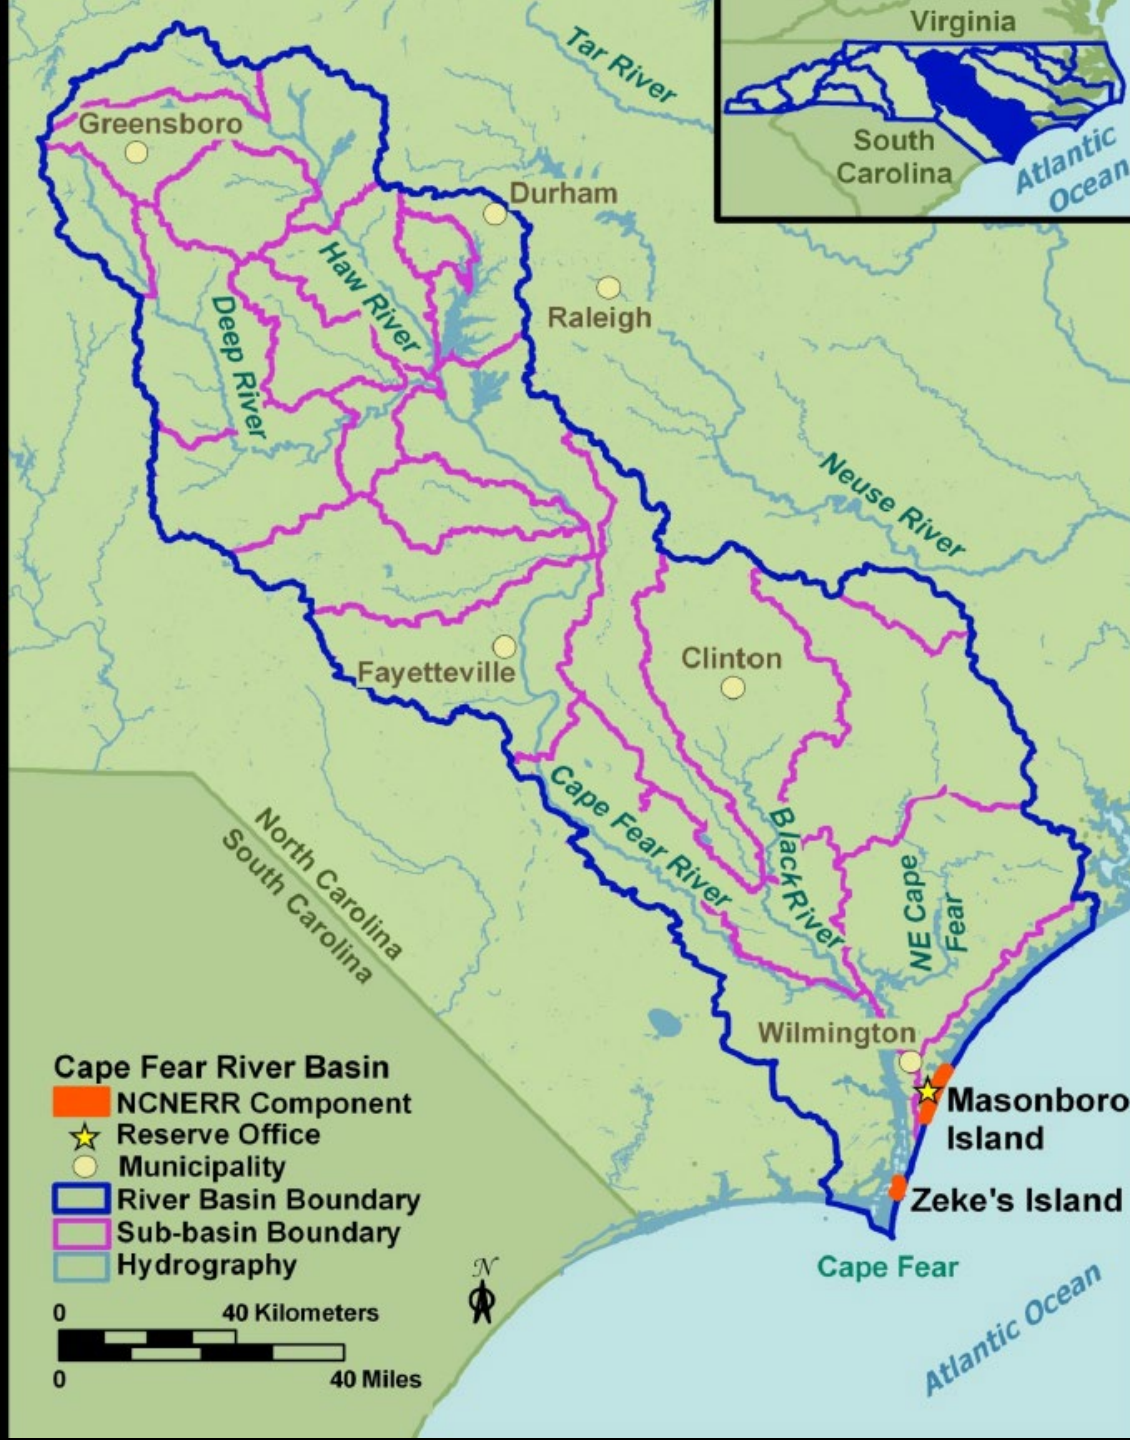 Virginia
South
Carolina
Atlantic
Ocean
Tar River
Greensboro
Durham
Haw River
Raleigh
Deep River
Neuse River
Fayetteville
Clinton
Cape Fear River
Black River
NE Cape
Fear
North Carolina
South Carolina
Wilmington
Masonboro
Island
Zeke's Island
Cape Fear
Atlantic Ocean
Cape Fear River Basin
NCNERR Component
Reserve Office
Municipality
River Basin Boundary
Sub-basin Boundary
Hydrography
N
0 40 Kilometers
0 40 Miles